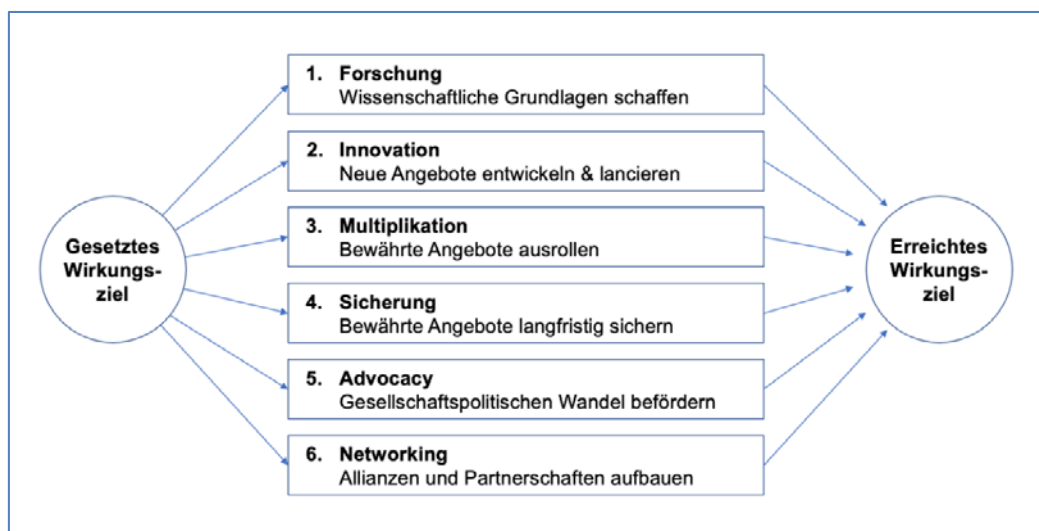 1. Forschung
Wissenschaftliche Grundlagen schaffen
2. Innovation
Neue Angebote entwickeln & lancieren
Gesetztes
Wirkungs-
ziel
3. Multiplikation
Bewährte Angebote ausrollen
4. Sicherung
Bewährte Angebote langfristig sichern
Erreichtes
Wirkungs-
ziel
5. Advocacy
Gesellschaftspolitischen Wandel befördern
6. Networking
Allianzen und Partnerschaften aufbauen